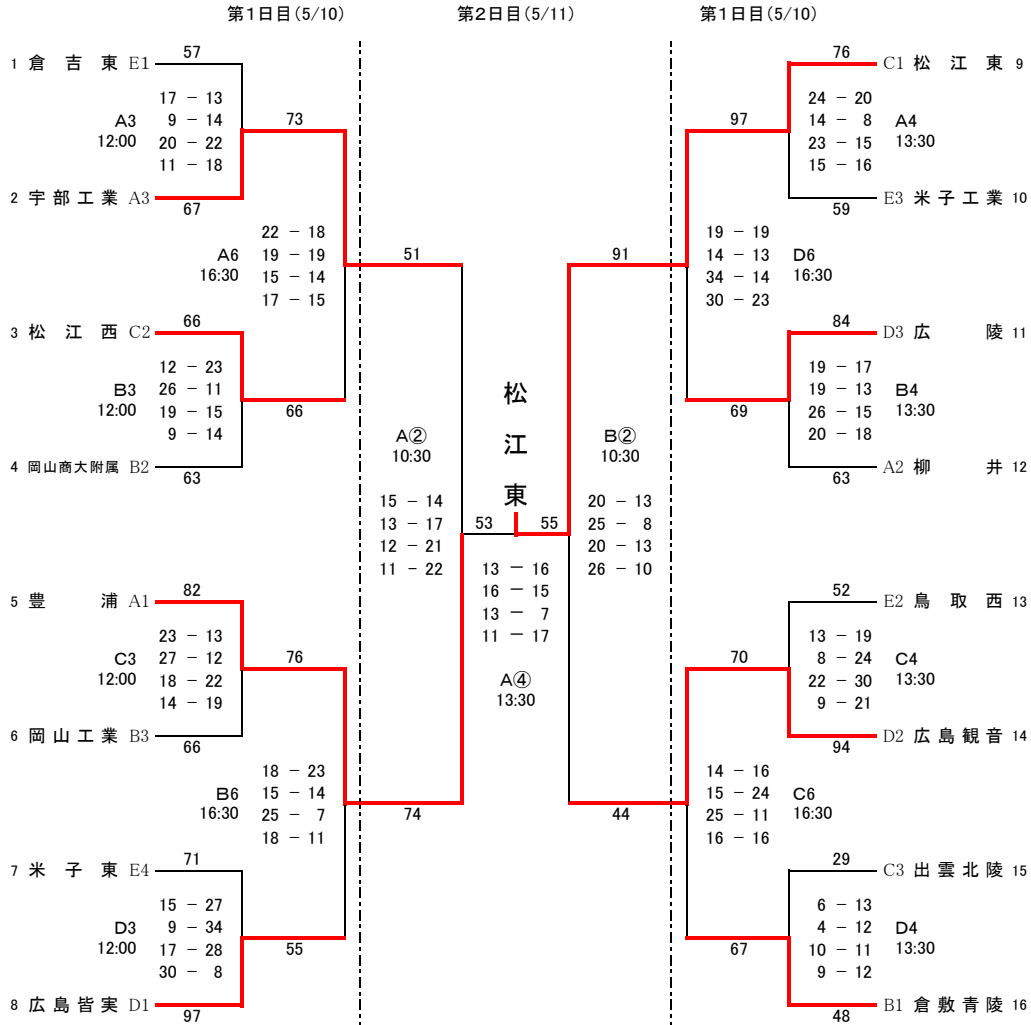 第1日目(5/10) 第2日目(5/11) 第1日目(5/10)
1 倉吉東 E1 57
17 － 13
9 － 14
20 － 22
11 － 18
A3
12:00
73
2 宇部工業 A3 67
22 － 18
19 － 19
15 － 14
17 － 15
A6
16:30
51
3 松江西 C2 66
12 － 23
26 － 11
19 － 15
9 － 14
B3
12:00
66
4 岡山商大附属 B2 63
A②
10:30
15 － 14
13 － 17
12 － 21
11 － 22
5 豊浦 A1 82
23 － 13
27 － 12
18 － 22
14 － 19
C3
12:00
76
6 岡山工業 B3 66
18 － 23
15 － 14
25 － 7
18 － 11
B6
16:30
74
7 米子東 E4 71
15 － 27
9 － 34
17 － 28
30 － 8
D3
12:00
55
8 広島皆実 D1 97
松江東
53 55
13 － 16
16 － 15
13 － 7
11 － 17
A④
13:30
76 C1 松江東 9
24 － 20
14 － 8
23 － 15
15 － 16
A4
13:30
97
59 E3 米子工業 10
19 － 19
14 － 13
34 － 14
30 － 23
D6
16:30
91
84 D3 広陵 11
19 － 17
19 － 13
26 － 15
20 － 18
B4
13:30
69
63 A2 柳井 12
B②
10:30
20 － 13
25 － 8
20 － 13
26 － 10
52 E2 鳥取西 13
13 － 19
8 － 24
22 － 30
9 － 21
C4
13:30
70
94 D2 広島観音 14
14 － 16
15 － 24
25 － 11
16 － 16
C6
16:30
44
29 C3 出雲北陵 15
6 － 13
4 － 12
10 － 11
9 － 12
D4
13:30
67
48 B1 倉敷青陵 16